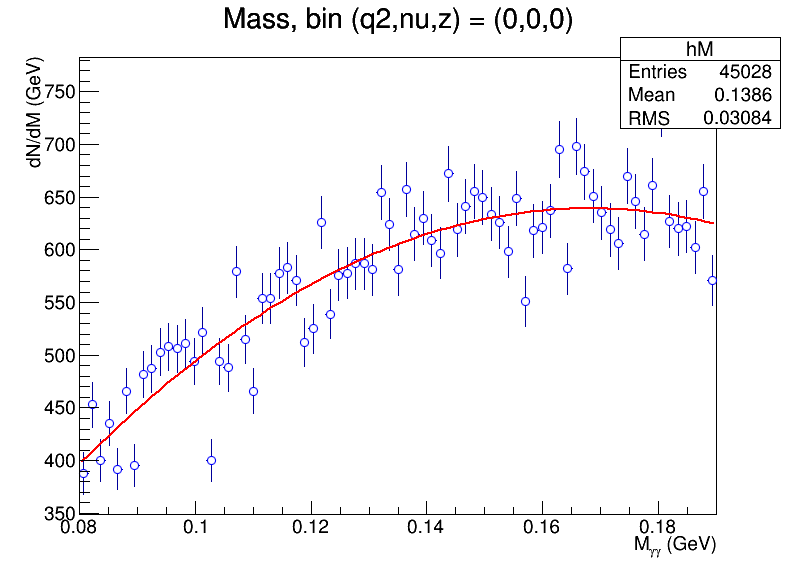 Mass, bin (q2,nu,z) = (0,0,0)
hM
Entries 45028
Mean 0.1386
RMS 0.03084
dN/dM (GeV)
750
700
650
600
550
500
450
400
350
0.08 0.1 0.12 0.14 0.16 0.18
Mγγ (GeV)